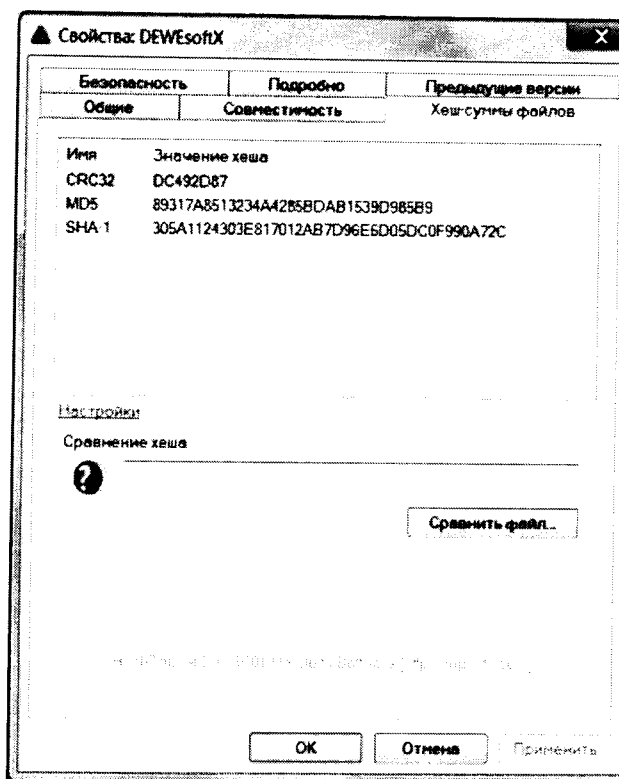 Свойства: DEWEsoftX
Безопасность Подробно Предыдущие версии
Общие Совместимость Хеш-суммы файлов
Имя Значение хеша
CRC32 DC492D87
MD5 89317A8513234A4285BDAB1539D985B9
SHA-1 305A1124303E817012AB7D96E6D05DC0F990A72C
Настройки
Сравнение хеша
Сравнить файл...
OK Отмена Применить